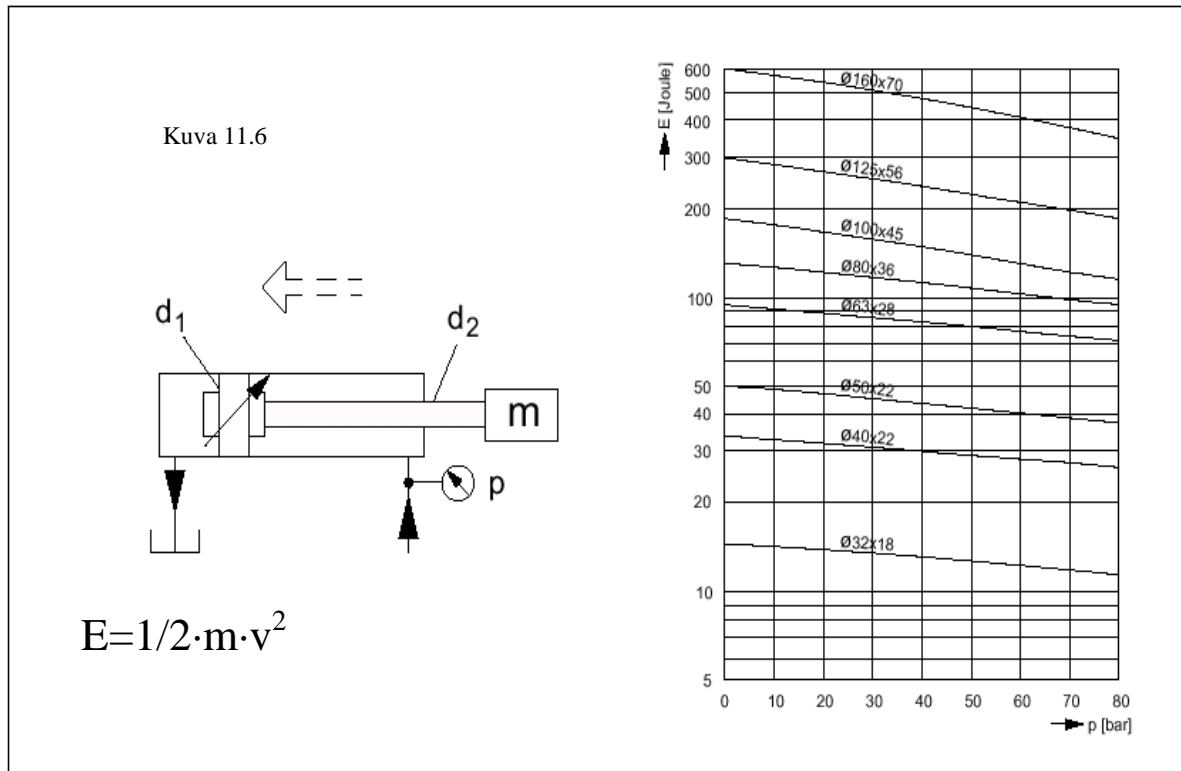 Kuva 11.6
d1
d2
m
p
E=1/2·m·v²
E [Joule]
600
500
400
300
200
100
50
40
30
20
10
5
Ø160x70
Ø125x56
Ø100x45
Ø80x36
Ø63x28
Ø50x22
Ø40x22
Ø32x18
0 10 20 30 40 50 60 70 80
p [bar]